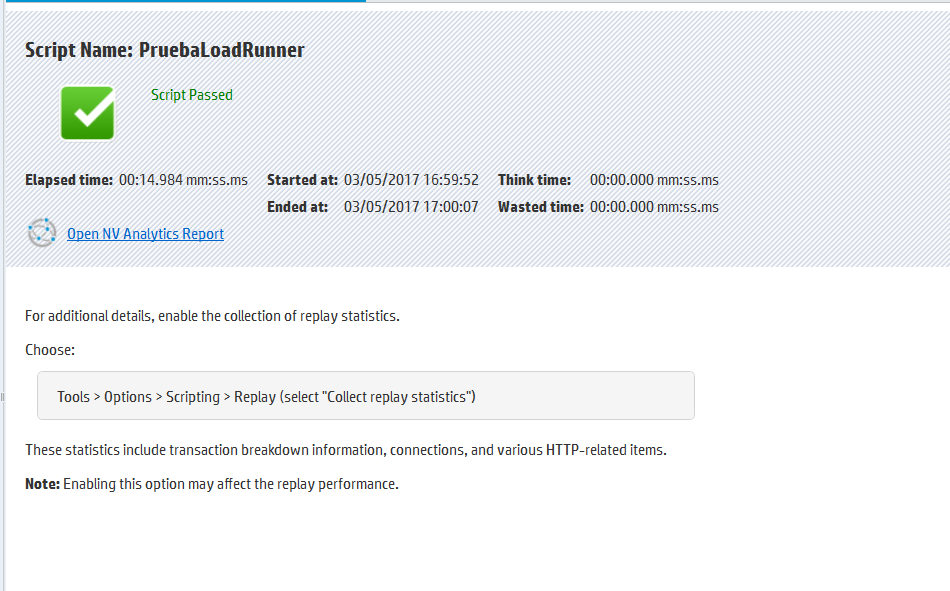 Script Name: PruebaLoadRunner
Script Passed
Elapsed time: 00:14.984 mm:ss.ms Started at: 03/05/2017 16:59:52 Think time: 00:00.000 mm:ss.ms
Ended at: 03/05/2017 17:00:07 Wasted time: 00:00.000 mm:ss.ms
Open NV Analytics Report
For additional details, enable the collection of replay statistics.
Choose:
Tools > Options > Scripting > Replay (select "Collect replay statistics")
These statistics include transaction breakdown information, connections, and various HTTP-related items.
Note: Enabling this option may affect the replay performance.